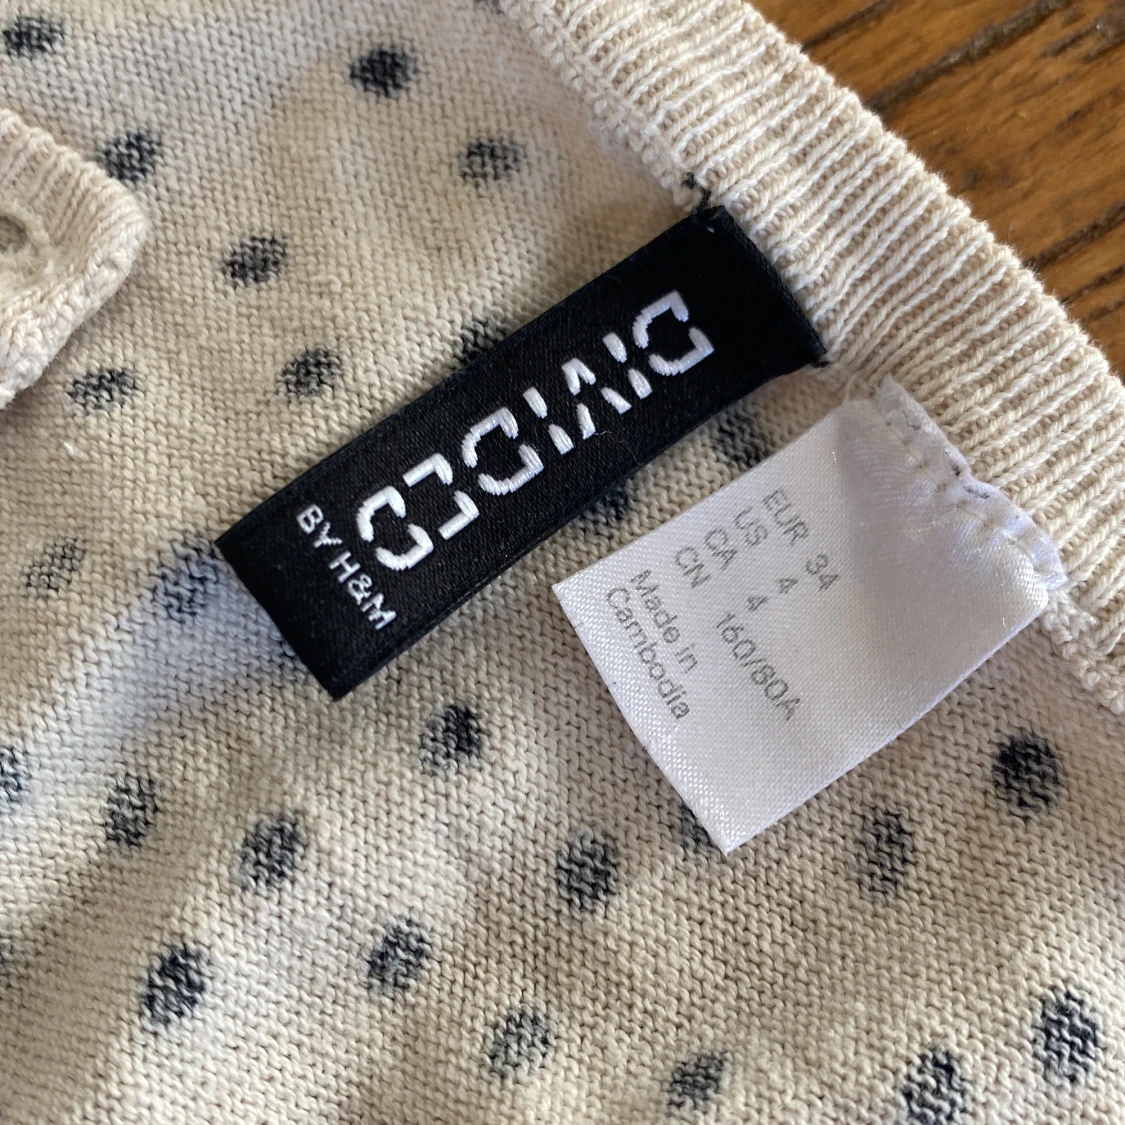 DIVIDED
BY H&M
EUR 34
US 4
CA 4
CN 160/80A
Made in
Cambodia